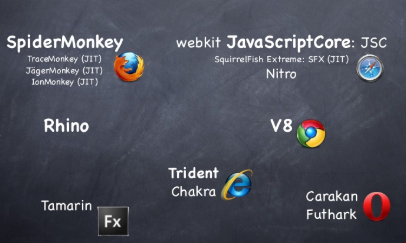 SpiderMonkey
TraceMonkey (JIT)
JägerMonkey (JIT)
IonMonkey (JIT)
webkit JavaScriptCore: JSC
SquirrelFish Extreme: SFX (JIT)
Nitro
Rhino
V8
Trident
Chakra
Tamarin
Fx
Carakan
Futhark